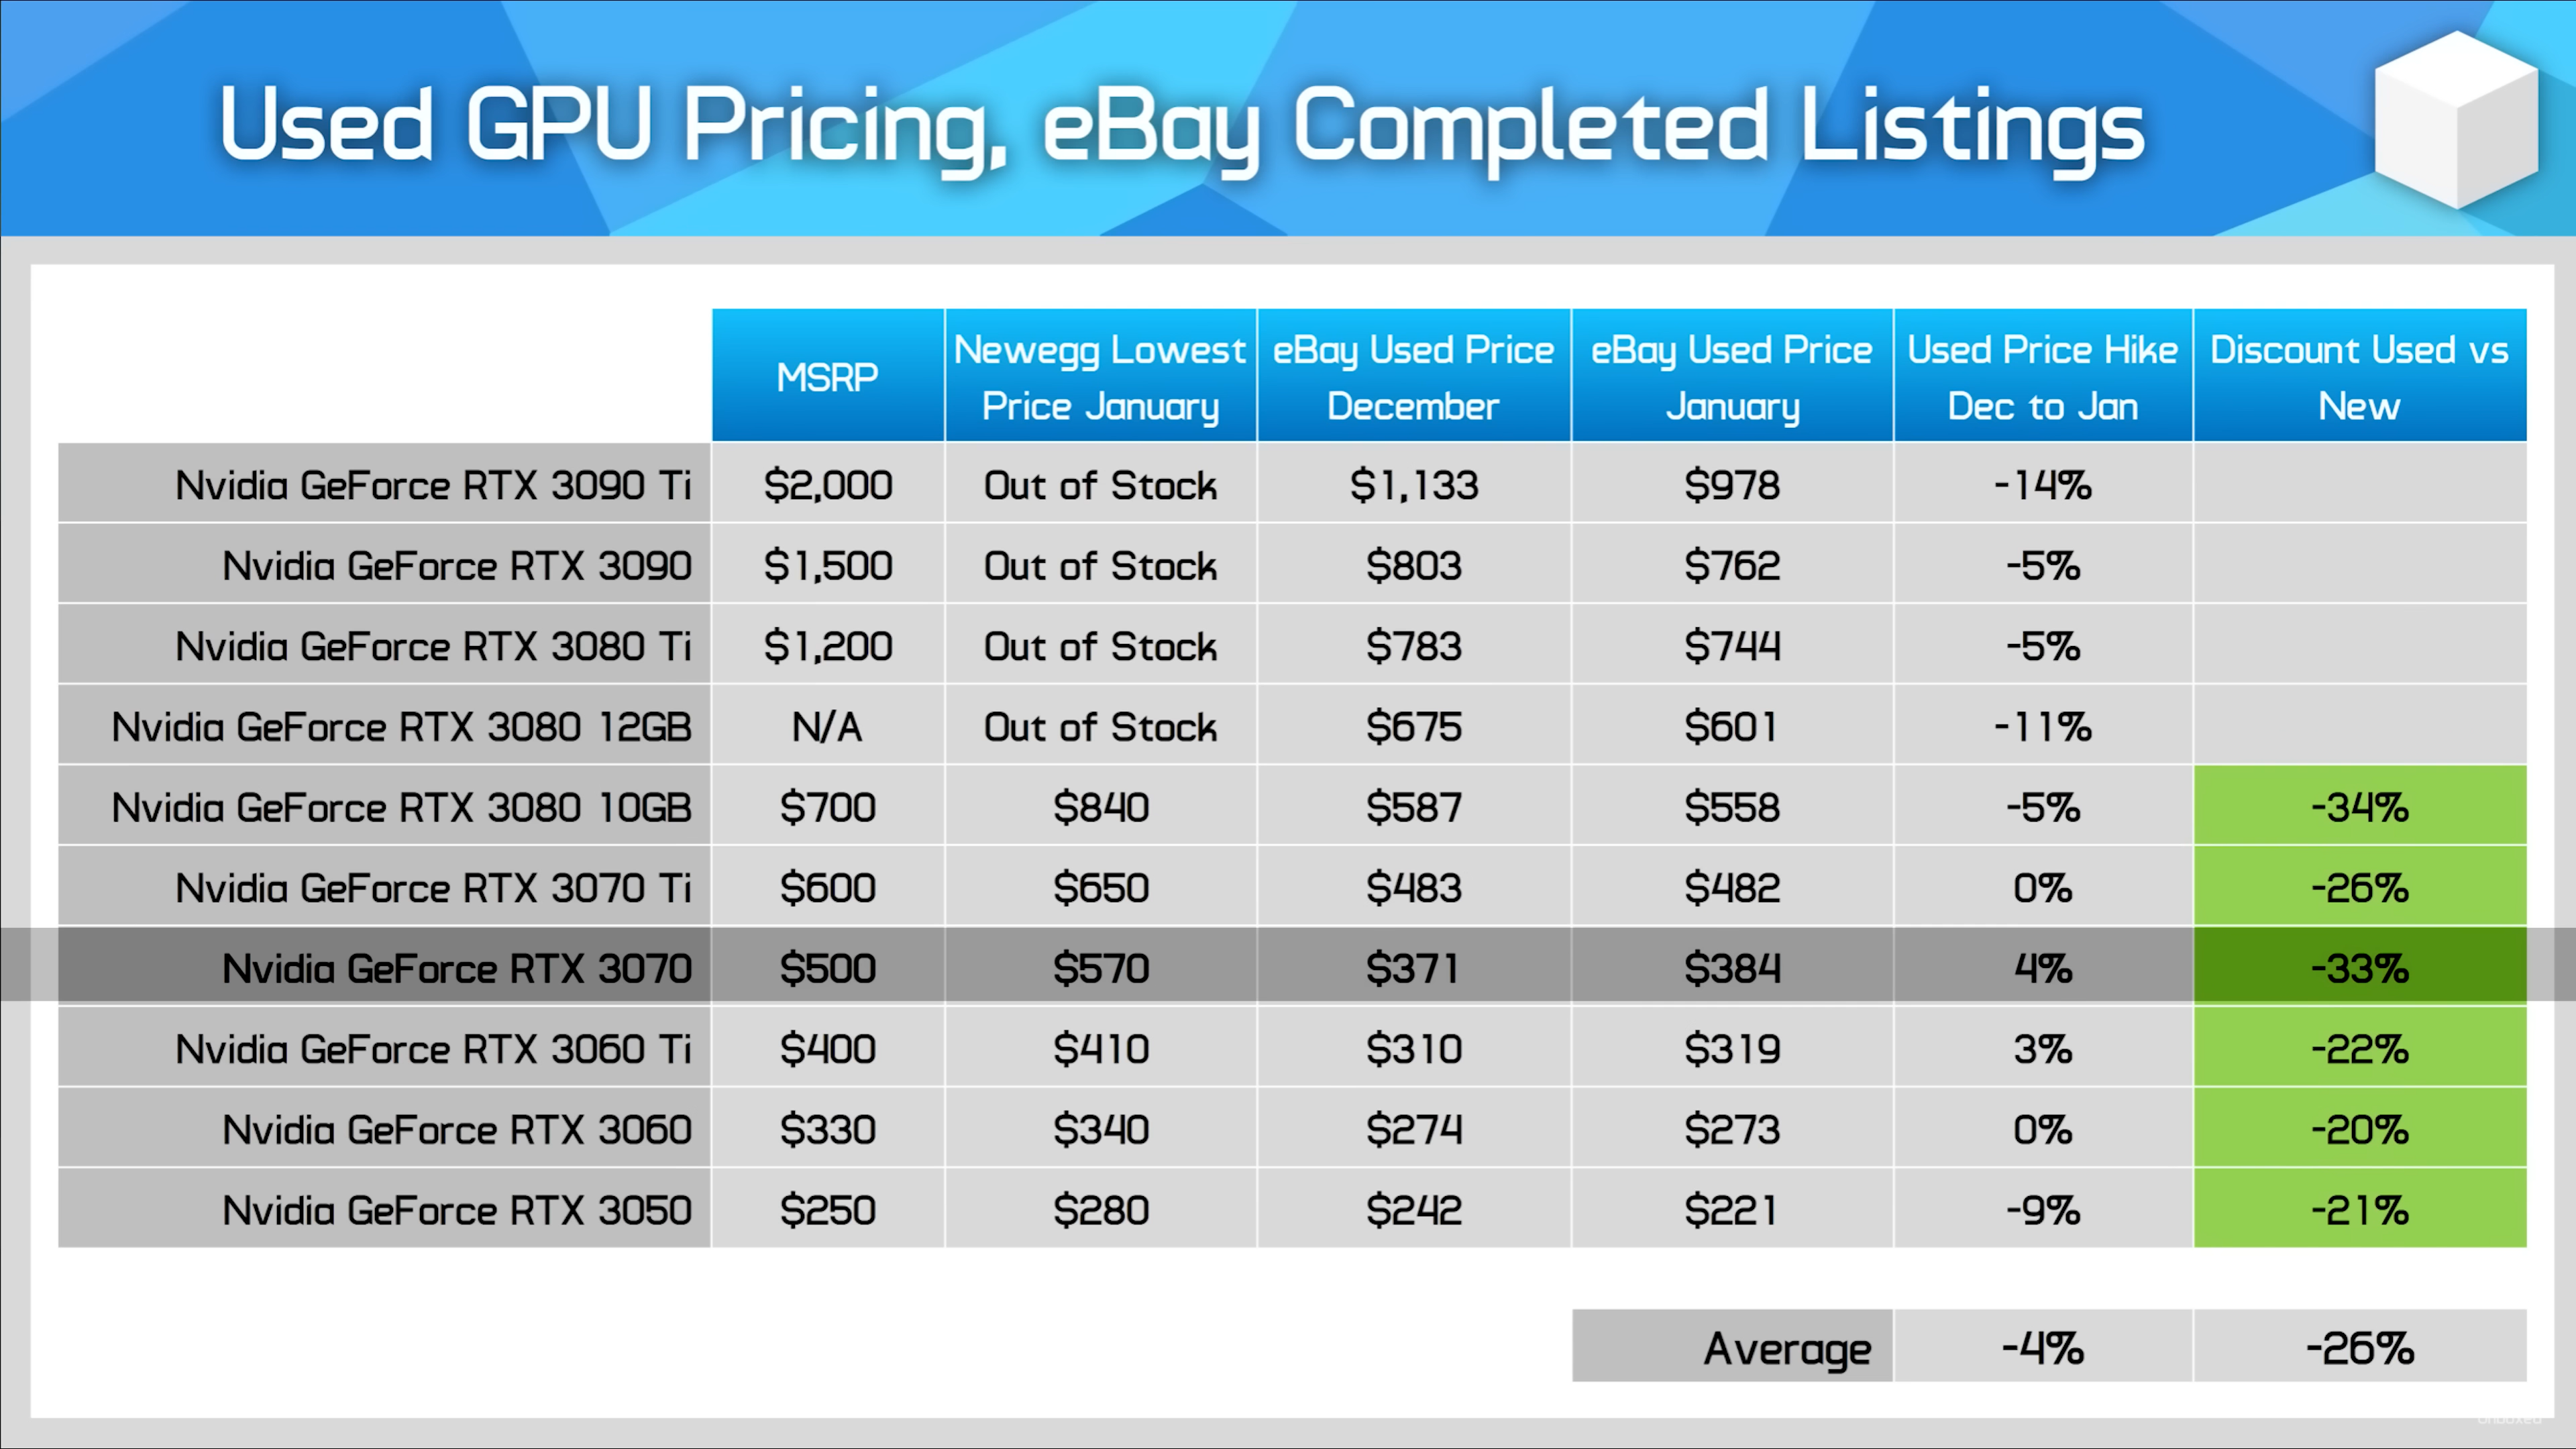 Used GPU Pricing, eBay Completed Listings
MSRP
Newegg Lowest
Price January
eBay Used Price
December
eBay Used Price
January
Used Price Hike
Dec to Jan
Discount Used vs
New
Nvidia GeForce RTX 3090 Ti $2,000 Out of Stock $1,133 $978 -14%
Nvidia GeForce RTX 3090 $1,500 Out of Stock $803 $762 -5%
Nvidia GeForce RTX 3080 Ti $1,200 Out of Stock $783 $744 -5%
Nvidia GeForce RTX 3080 12GB N/A Out of Stock $675 $601 -11%
Nvidia GeForce RTX 3080 10GB $700 $840 $587 $558 -5% -34%
Nvidia GeForce RTX 3070 Ti $600 $650 $483 $482 0% -26%
Nvidia GeForce RTX 3070 $500 $570 $371 $384 4% -33%
Nvidia GeForce RTX 3060 Ti $400 $410 $310 $319 3% -22%
Nvidia GeForce RTX 3060 $330 $340 $274 $273 0% -20%
Nvidia GeForce RTX 3050 $250 $280 $242 $221 -9% -21%
Average -4% -26%
unboxed